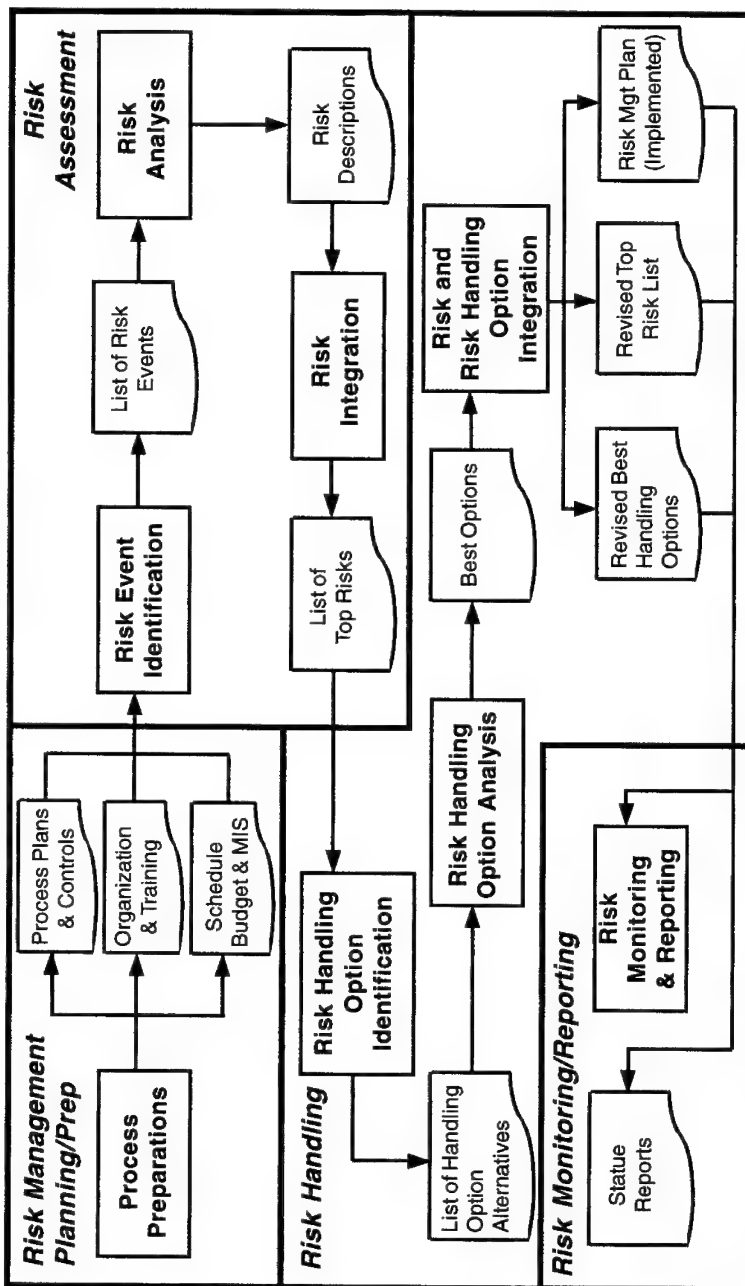 Risk Management
Planning/Prep
Process
Preparations
Process Plans
& Controls
Organization
& Training
Schedule
Budget & MIS
Risk
Assessment
Risk Event
Identification
List of Risk
Events
Risk
Analysis
Risk
Descriptions
Risk
Integration
List of
Top Risks
Risk Handling
Risk Handling
Option
Identification
List of Handling
Option
Alternatives
Risk Handling
Option Analysis
Best Options
Risk and
Risk Handling
Option
Integration
Revised Best
Handling
Options
Revised Top
Risk List
Risk Mgt Plan
(Implemented)
Risk Monitoring/Reporting
Risk
Monitoring
& Reporting
Statue
Reports